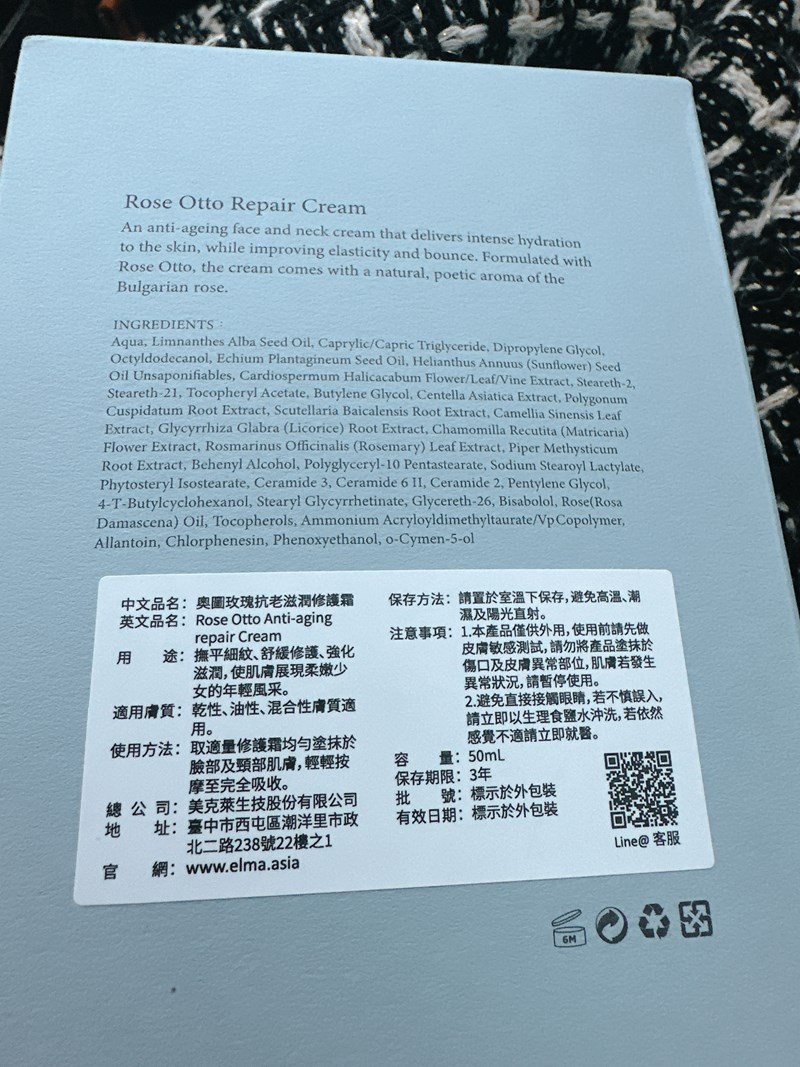 Rose Otto Repair Cream
An anti-ageing face and neck cream that delivers intense hydration
to the skin, while improving elasticity and bounce. Formulated with
Rose Otto, the cream comes with a natural, poetic aroma of the
Bulgarian rose.
INGREDIENTS :
Aqua, Limnanthes Alba Seed Oil, Caprylic/Capric Triglyceride, Dipropylene Glycol,
Octyldodecanol, Echium Plantagineum Seed Oil, Helianthus Annuus (Sunflower) Seed
Oil Unsaponifiables, Cardiospermum Halicacabum Flower/Leaf/Vine Extract, Steareth-2,
Steareth-21, Tocopheryl Acetate, Butylene Glycol, Centella Asiatica Extract, Polygonum
Cuspidatum Root Extract, Scutellaria Baicalensis Root Extract, Camellia Sinensis Leaf
Extract, Glycyrrhiza Glabra (Licorice) Root Extract, Chamomilla Recutita (Matricaria)
Flower Extract, Rosmarinus Officinalis (Rosemary) Leaf Extract, Piper Methysticum
Root Extract, Behenyl Alcohol, Polyglyceryl-10 Pentastearate, Sodium Stearoyl Lactylate,
Phytosteryl Isostearate, Ceramide 3, Ceramide 6 II, Ceramide 2, Pentylene Glycol,
4-T-Butylcyclohexanol, Stearyl Glycyrrhetinate, Glycereth-26, Bisabolol, Rose(Rosa
Damascena) Oil, Tocopherols, Ammonium Acryloyldimethyltaurate/VpCopolymer,
Allantoin, Chlorphenesin, Phenoxyethanol, o-Cymen-5-ol
中文品名：奧圖玫瑰抗老滋潤修護霜
英文品名：Rose Otto Anti-aging
repair Cream
用　　途：撫平細紋、舒緩修護、強化
滋潤，使肌膚展現柔嫩少
女的年輕風采。
適用膚質：乾性、油性、混合性膚質適
用。
使用方法：取適量修護霜均勻塗抹於
臉部及頸部肌膚，輕輕按
摩至完全吸收。
總 公 司：美克萊生技股份有限公司
地　　址：臺中市西屯區潮洋里市政
北二路238號22樓之1
官　　網：www.elma.asia
保存方法：請置於室溫下保存，避免高溫、潮
濕及陽光直射。
注意事項：1.本產品僅供外用，使用前請先做
皮膚敏感測試，請勿將產品塗抹於
傷口及皮膚異常部位，肌膚若發生
異常狀況，請暫停使用。
2.避免直接接觸眼睛，若不慎誤入，
請立即以生理食鹽水沖洗，若依然
感覺不適請立即就醫。
容　　量：50mL
保存期限：3年
批　　號：標示於外包裝
有效日期：標示於外包裝
Line@ 客服
6M